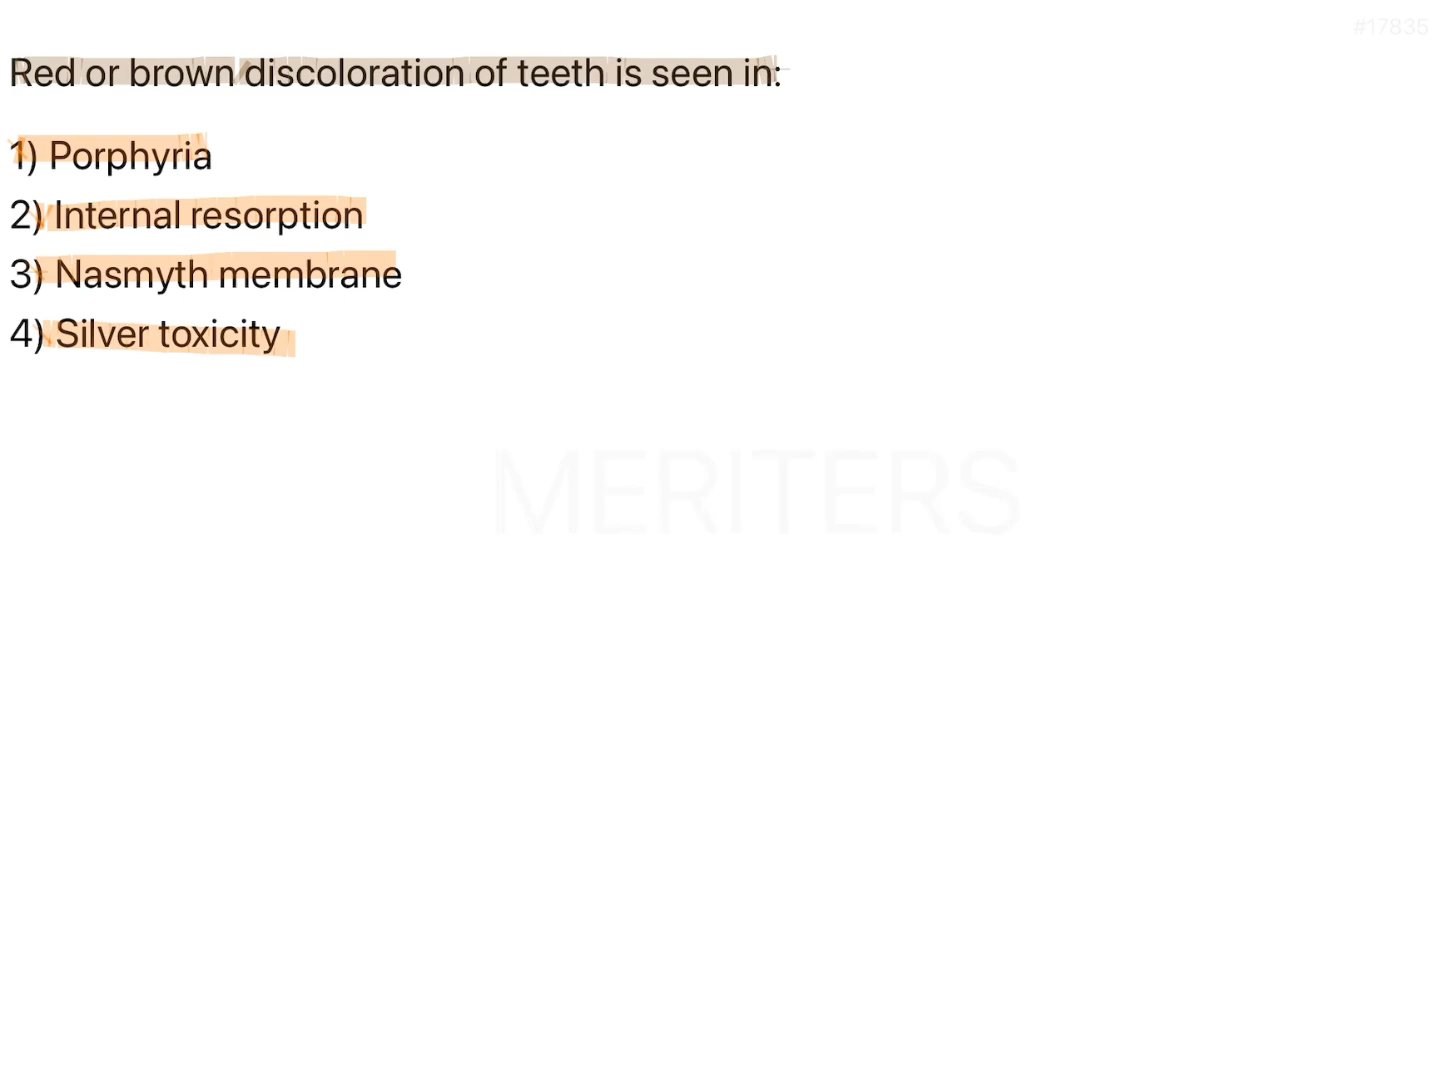 #17835
Red or brown discoloration of teeth is seen in:
1) Porphyria
2) Internal resorption
3) Nasmyth membrane
4) Silver toxicity
MERITERS